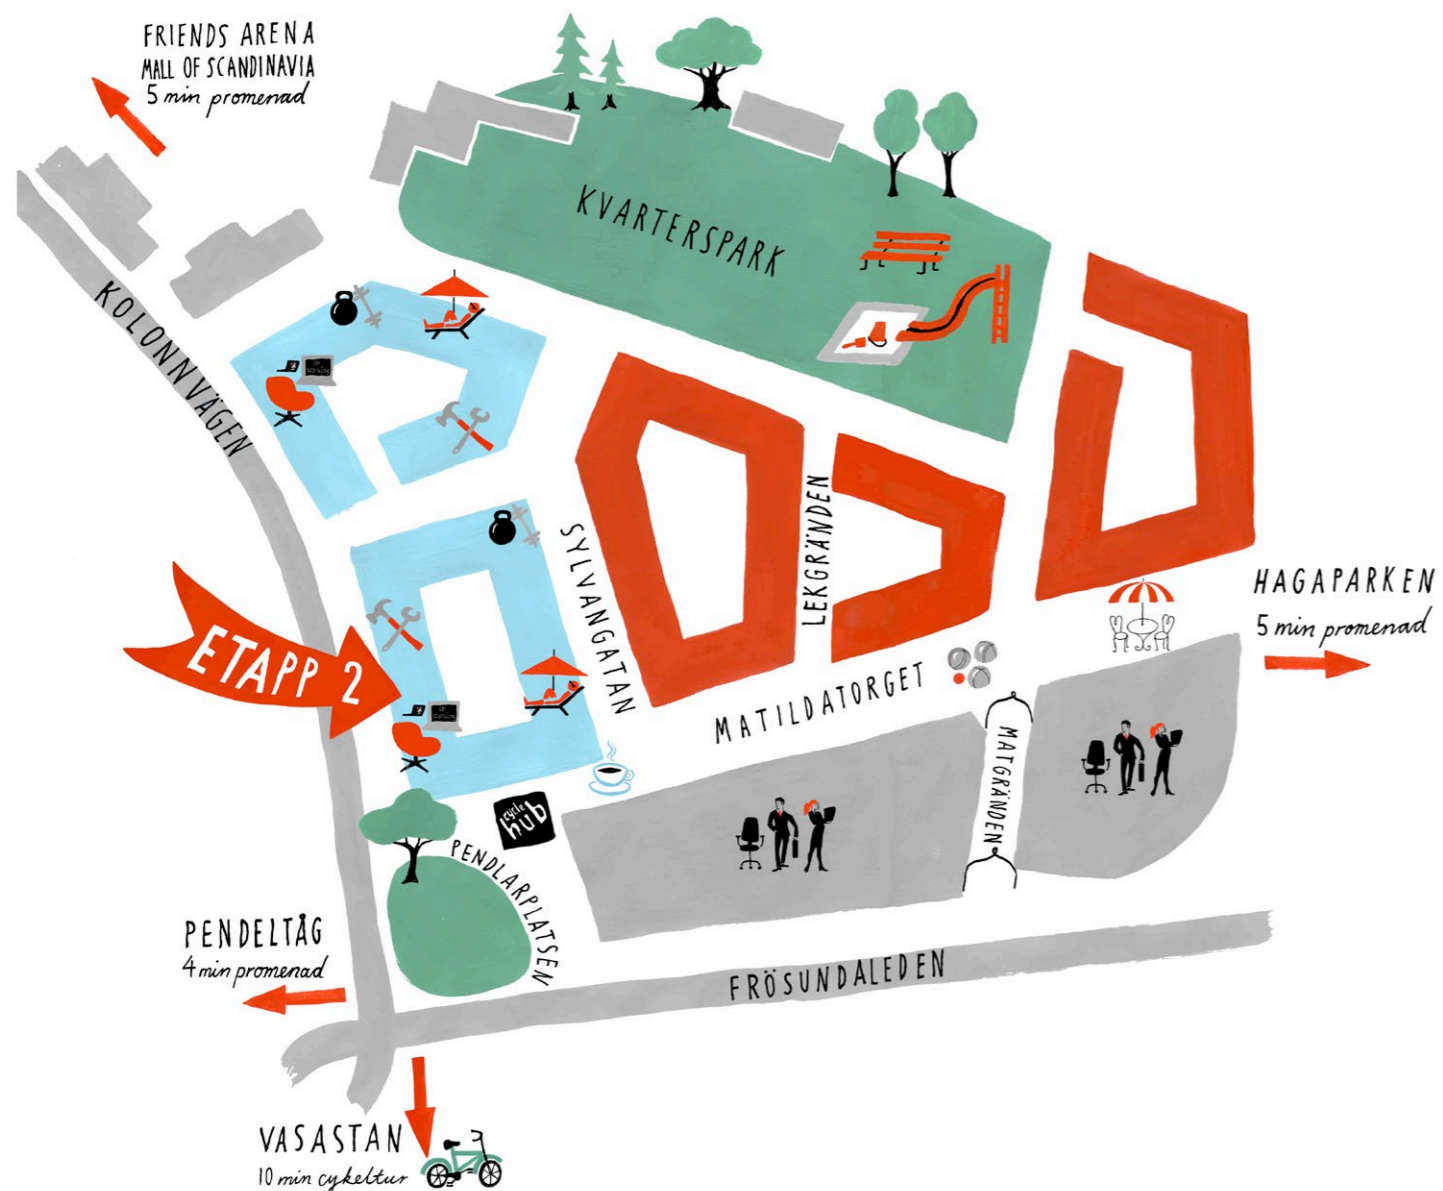 FRIENDS ARENA
MALL OF SCANDINAVIA
5 min promenad
KVARTERSPARK
KOLONNVÄGEN
SYLVANGATAN
LEKGRÄNDEN
ETAPP 2
HAGAPARKEN
5 min promenad
MATILDATORGET
MATGRÄNDEN
cycle
hub
PENDLARPLATSEN
PENDELTÅG
4 min promenad
FRÖSUNDALEDEN
VASASTAN
10 min cykeltur